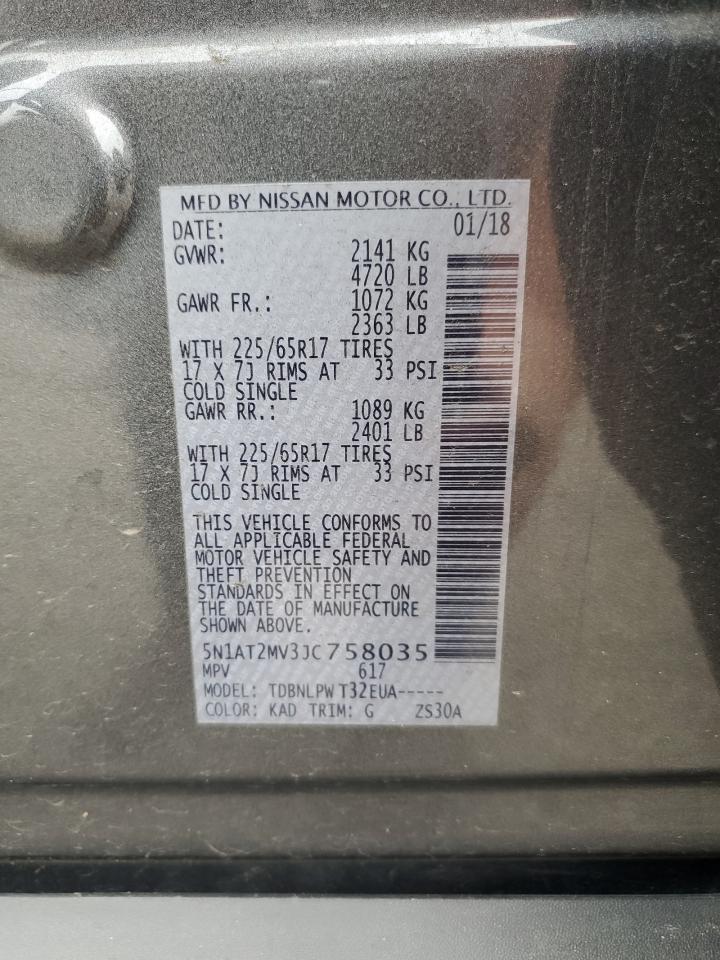 MFD BY NISSAN MOTOR CO., LTD.
DATE: 01/18
GVWR: 2141 KG
4720 LB
GAWR FR.: 1072 KG
2363 LB
WITH 225/65R17 TIRES
17 X 7J RIMS AT 33 PSI
COLD SINGLE
GAWR RR.: 1089 KG
2401 LB
WITH 225/65R17 TIRES
17 X 7J RIMS AT 33 PSI
COLD SINGLE
THIS VEHICLE CONFORMS TO
ALL APPLICABLE FEDERAL
MOTOR VEHICLE SAFETY AND
THEFT PREVENTION
STANDARDS IN EFFECT ON
THE DATE OF MANUFACTURE
SHOWN ABOVE.
5N1AT2MV3JC758035
MPV 617
MODEL: TDBNLPW T32EUA-----
COLOR: KAD TRIM: G ZS30A